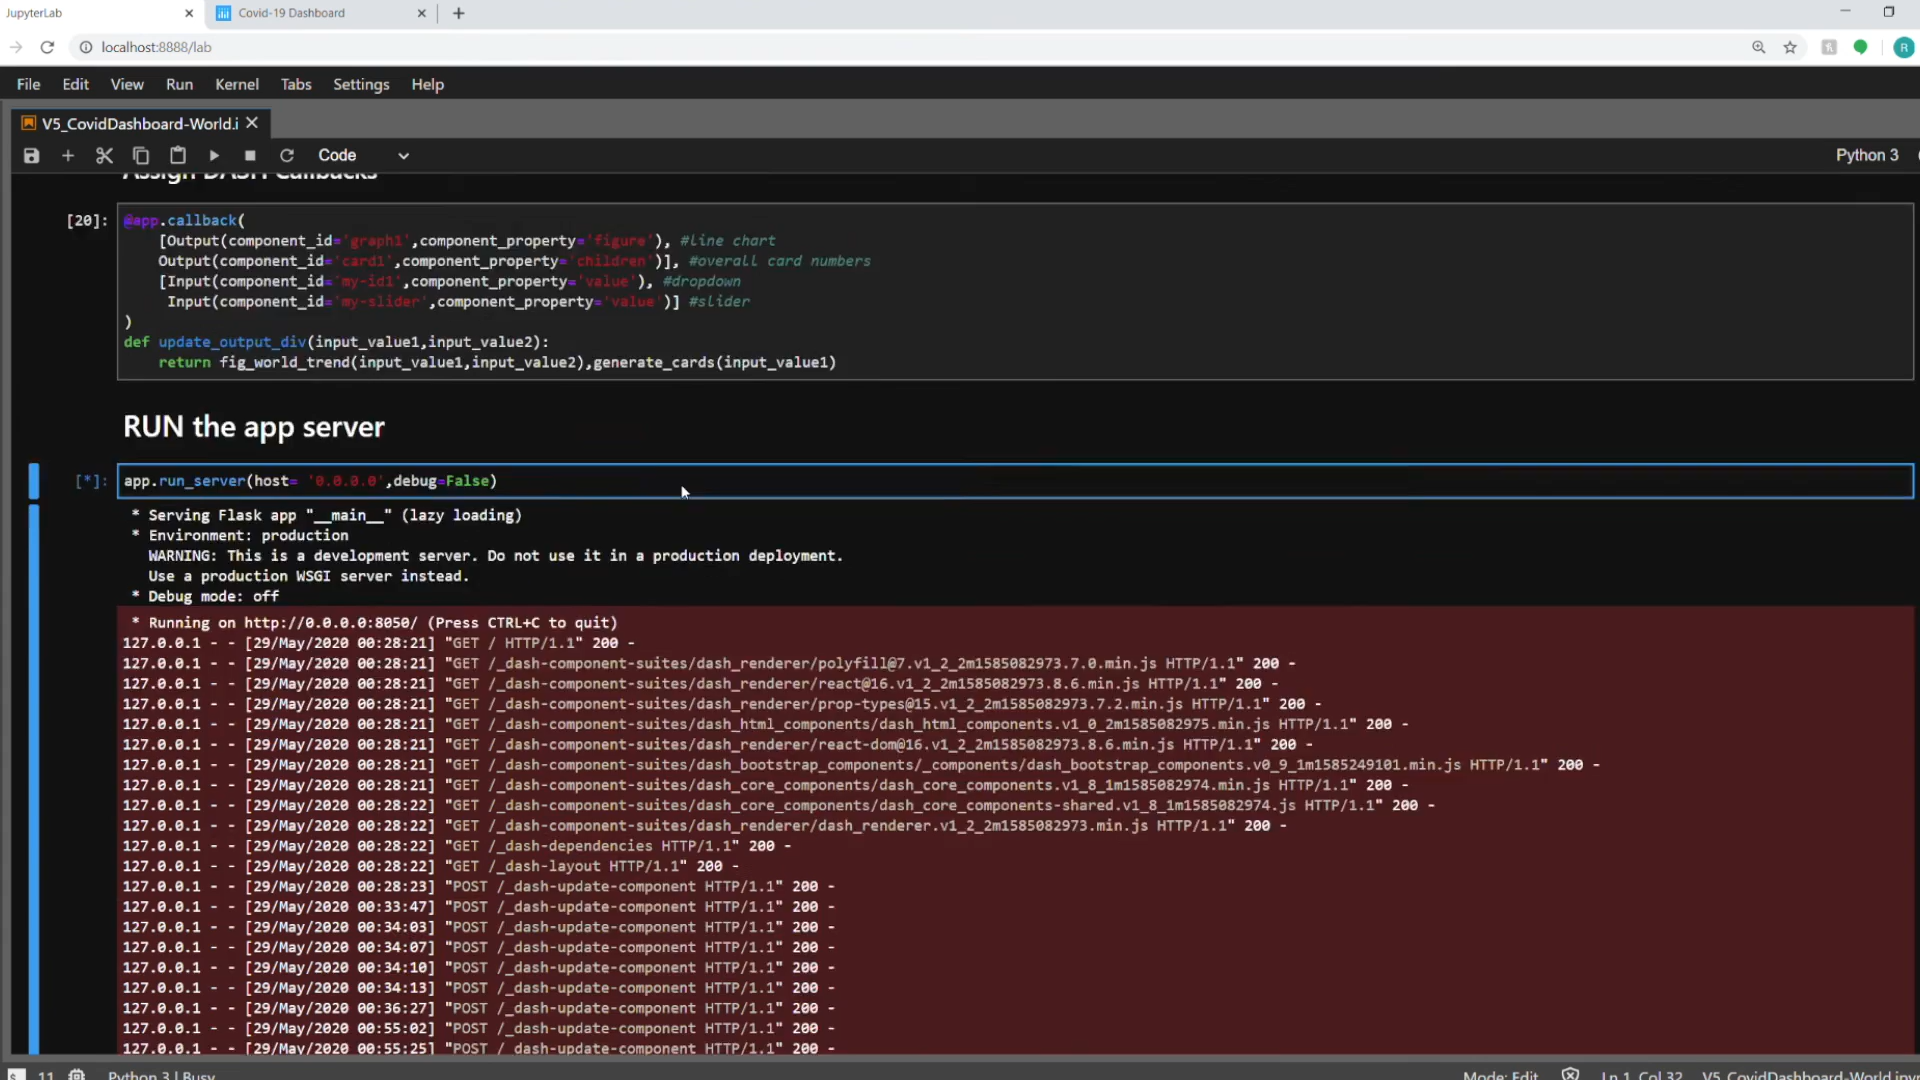 JupyterLab
Covid-19 Dashboard
localhost:8888/lab
R
File Edit View Run Kernel Tabs Settings Help
V5_CovidDashboard-World.i
Code
Python 3
Assign DASH Callbacks
[20]:
@app.callback(
[Output(component_id='graph1',component_property='figure'), #line chart
Output(component_id='card1',component_property='children')], #overall card numbers
[Input(component_id='my-id1',component_property='value'), #dropdown
Input(component_id='my-slider',component_property='value')] #slider
)
def update_output_div(input_value1,input_value2):
return fig_world_trend(input_value1,input_value2),generate_cards(input_value1)
RUN the app server
[*]: app.run_server(host= '0.0.0.0',debug=False)
* Serving Flask app "__main__" (lazy loading)
* Environment: production
WARNING: This is a development server. Do not use it in a production deployment.
Use a production WSGI server instead.
* Debug mode: off
* Running on http://0.0.0.0:8050/ (Press CTRL+C to quit)
127.0.0.1 - - [29/May/2020 00:28:21] "GET / HTTP/1.1" 200 -
127.0.0.1 - - [29/May/2020 00:28:21] "GET /_dash-component-suites/dash_renderer/polyfill@7.v1_2_2m1585082973.7.0.min.js HTTP/1.1" 200 -
127.0.0.1 - - [29/May/2020 00:28:21] "GET /_dash-component-suites/dash_renderer/react@16.v1_2_2m1585082973.8.6.min.js HTTP/1.1" 200 -
127.0.0.1 - - [29/May/2020 00:28:21] "GET /_dash-component-suites/dash_renderer/prop-types@15.v1_2_2m1585082973.7.2.min.js HTTP/1.1" 200 -
127.0.0.1 - - [29/May/2020 00:28:21] "GET /_dash-component-suites/dash_html_components/dash_html_components.v1_0_2m1585082975.min.js HTTP/1.1" 200 -
127.0.0.1 - - [29/May/2020 00:28:21] "GET /_dash-component-suites/dash_renderer/react-dom@16.v1_2_2m1585082973.8.6.min.js HTTP/1.1" 200 -
127.0.0.1 - - [29/May/2020 00:28:21] "GET /_dash-component-suites/dash_bootstrap_components/_components/dash_bootstrap_components.v0_9_1m1585249101.min.js HTTP/1.1" 200 -
127.0.0.1 - - [29/May/2020 00:28:21] "GET /_dash-component-suites/dash_core_components/dash_core_components.v1_8_1m1585082974.min.js HTTP/1.1" 200 -
127.0.0.1 - - [29/May/2020 00:28:22] "GET /_dash-component-suites/dash_core_components/dash_core_components-shared.v1_8_1m1585082974.js HTTP/1.1" 200 -
127.0.0.1 - - [29/May/2020 00:28:22] "GET /_dash-component-suites/dash_renderer/dash_renderer.v1_2_2m1585082973.min.js HTTP/1.1" 200 -
127.0.0.1 - - [29/May/2020 00:28:22] "GET /_dash-dependencies HTTP/1.1" 200 -
127.0.0.1 - - [29/May/2020 00:28:22] "GET /_dash-layout HTTP/1.1" 200 -
127.0.0.1 - - [29/May/2020 00:28:23] "POST /_dash-update-component HTTP/1.1" 200 -
127.0.0.1 - - [29/May/2020 00:33:47] "POST /_dash-update-component HTTP/1.1" 200 -
127.0.0.1 - - [29/May/2020 00:34:03] "POST /_dash-update-component HTTP/1.1" 200 -
127.0.0.1 - - [29/May/2020 00:34:07] "POST /_dash-update-component HTTP/1.1" 200 -
127.0.0.1 - - [29/May/2020 00:34:10] "POST /_dash-update-component HTTP/1.1" 200 -
127.0.0.1 - - [29/May/2020 00:34:13] "POST /_dash-update-component HTTP/1.1" 200 -
127.0.0.1 - - [29/May/2020 00:36:27] "POST /_dash-update-component HTTP/1.1" 200 -
127.0.0.1 - - [29/May/2020 00:55:02] "POST /_dash-update-component HTTP/1.1" 200 -
127.0.0.1 - - [29/May/2020 00:55:25] "POST /_dash-update-component HTTP/1.1" 200 -
11 Python 3 | Busy Mode: Edit Ln 1, Col 32 V5_CovidDashboard-World.ipyn